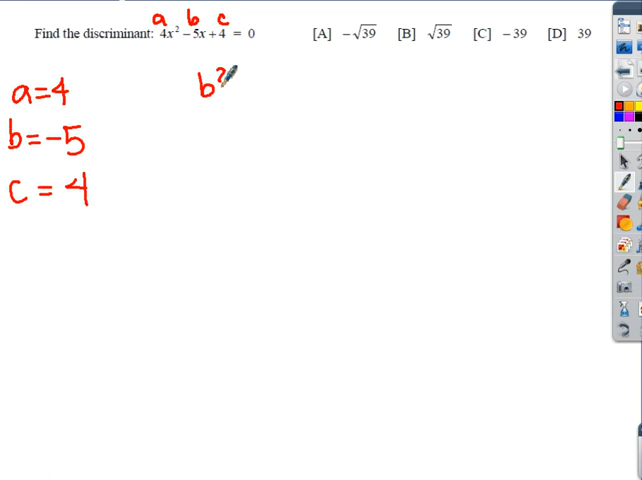 a b c
Find the discriminant: 4x² − 5x + 4 = 0 [A] −√39 [B] √39 [C] −39 [D] 39
a=4
b²
b=−5
c = 4